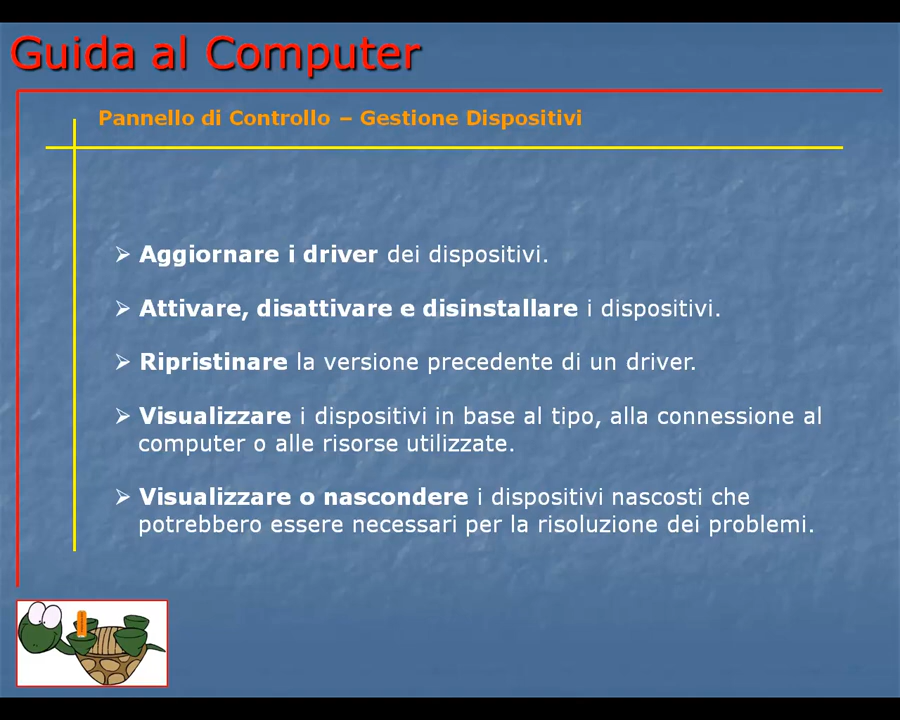 Guida al Computer
Pannello di Controllo – Gestione Dispositivi
➢ Aggiornare i driver dei dispositivi.
➢ Attivare, disattivare e disinstallare i dispositivi.
➢ Ripristinare la versione precedente di un driver.
➢ Visualizzare i dispositivi in base al tipo, alla connessione al
computer o alle risorse utilizzate.
➢ Visualizzare o nascondere i dispositivi nascosti che
potrebbero essere necessari per la risoluzione dei problemi.